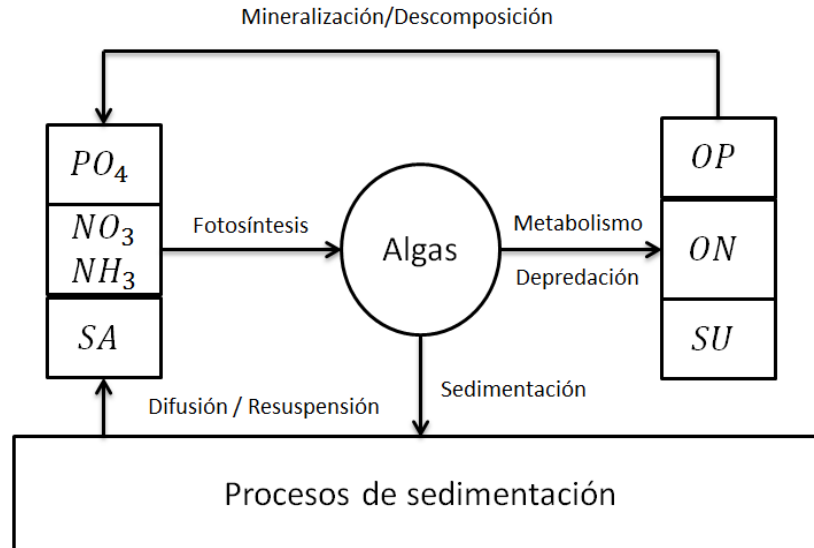 Mineralización/Descomposición
PO₄
NO₃
NH₃
SA
Fotosíntesis
Algas
Metabolismo
Depredación
OP
ON
SU
Difusión / Resuspensión
Sedimentación
Procesos de sedimentación